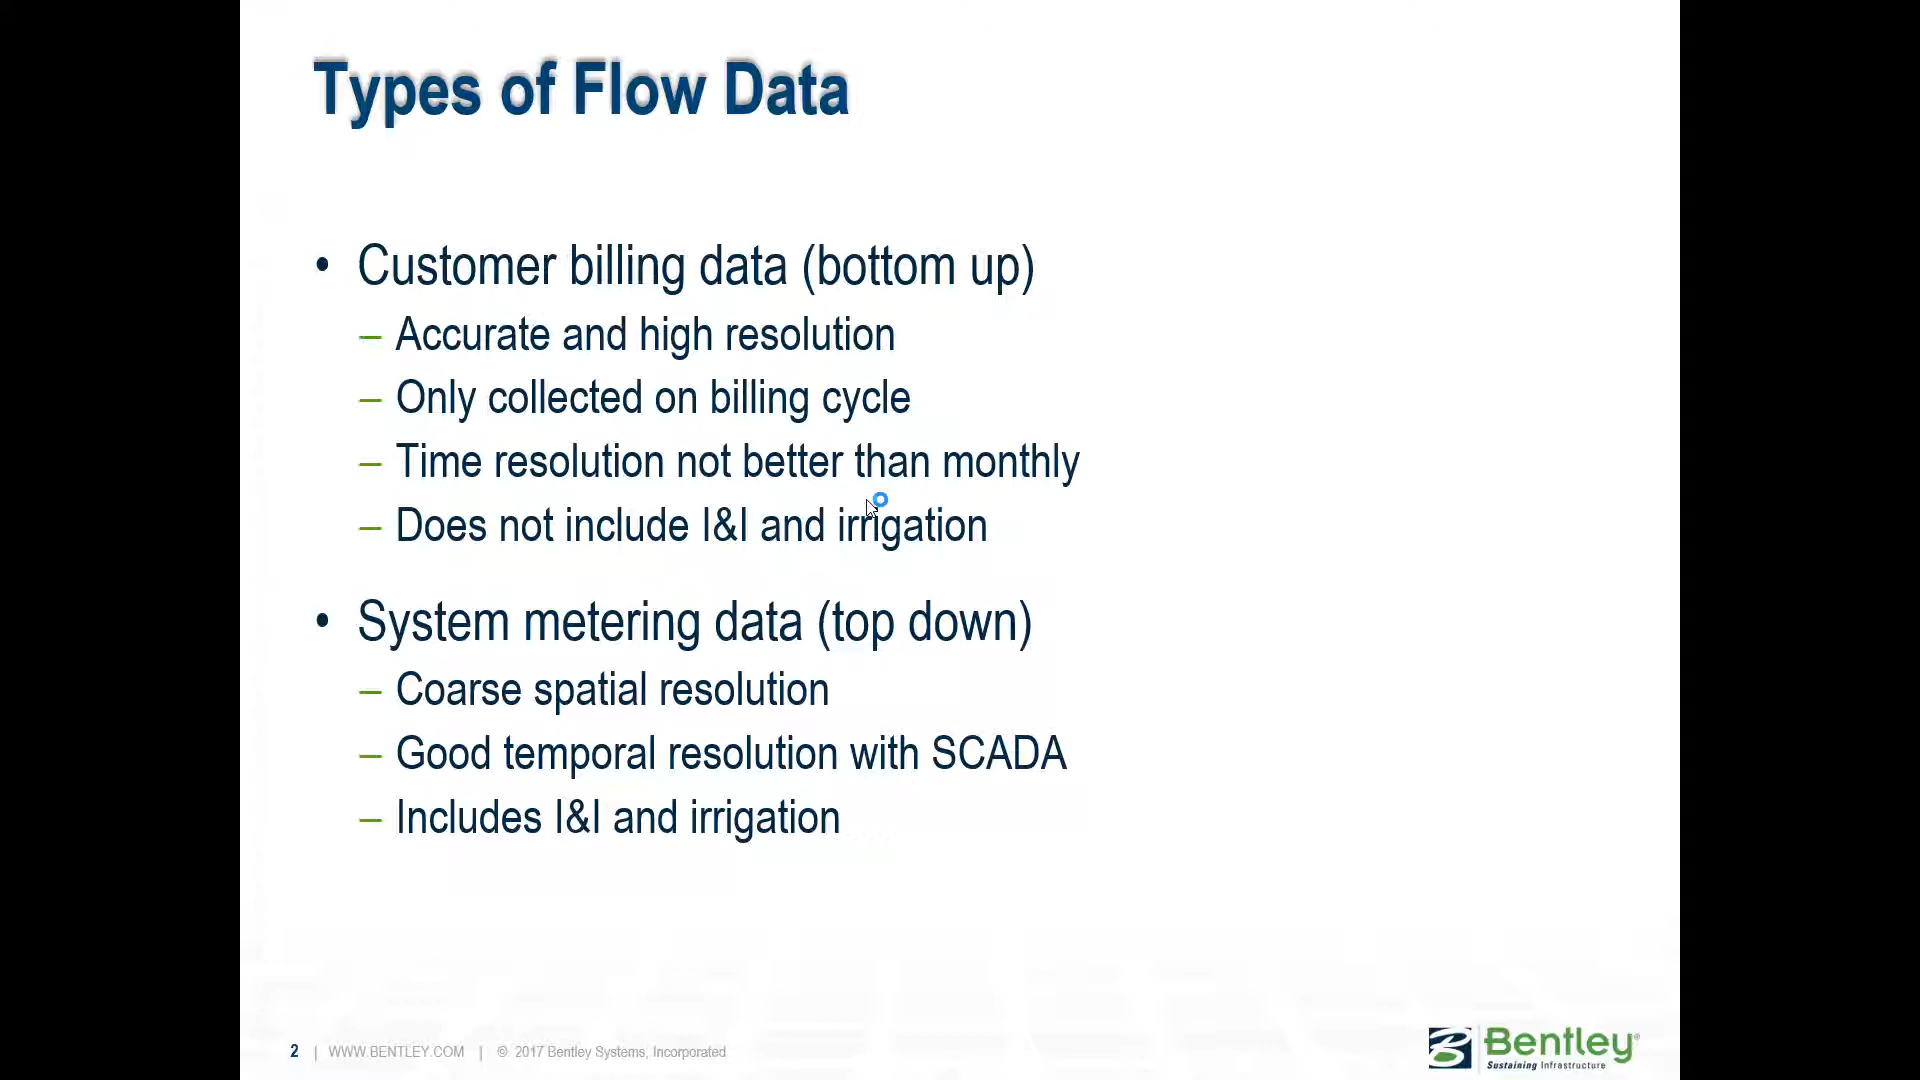 Types of Flow Data
• Customer billing data (bottom up)
– Accurate and high resolution
– Only collected on billing cycle
– Time resolution not better than monthly
– Does not include I&I and irrigation
• System metering data (top down)
– Coarse spatial resolution
– Good temporal resolution with SCADA
– Includes I&I and irrigation
2 | WWW.BENTLEY.COM | © 2017 Bentley Systems, Incorporated
Bentley®
Sustaining Infrastructure